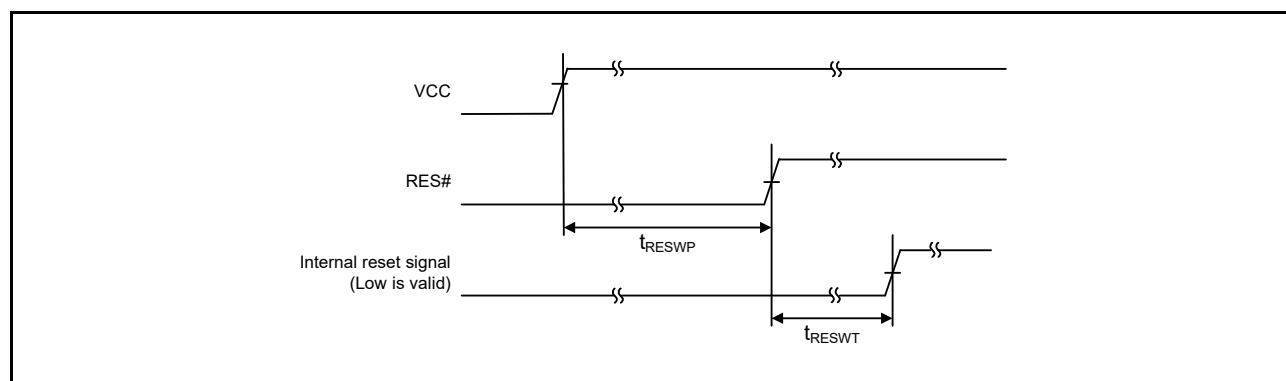 VCC
RES#
tRESWP
Internal reset signal
(Low is valid)
tRESWT